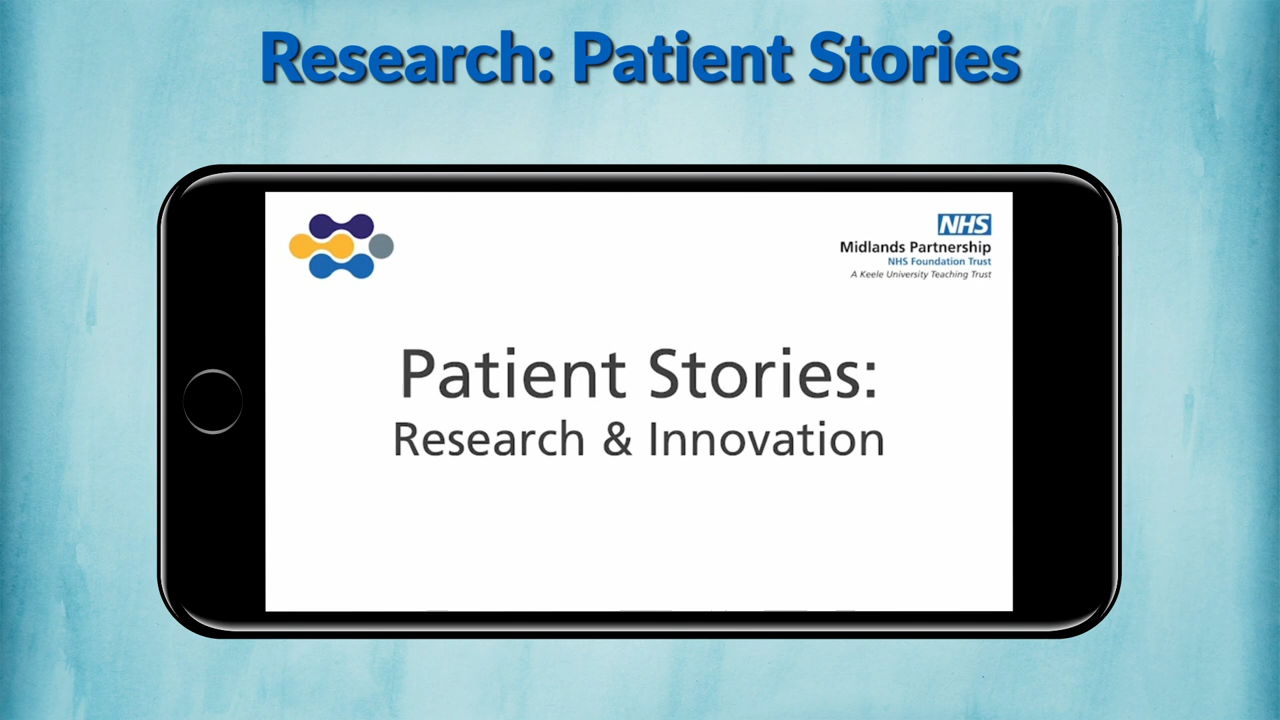 Research: Patient Stories
NHS
Midlands Partnership
NHS Foundation Trust
A Keele University Teaching Trust
Patient Stories:
Research & Innovation